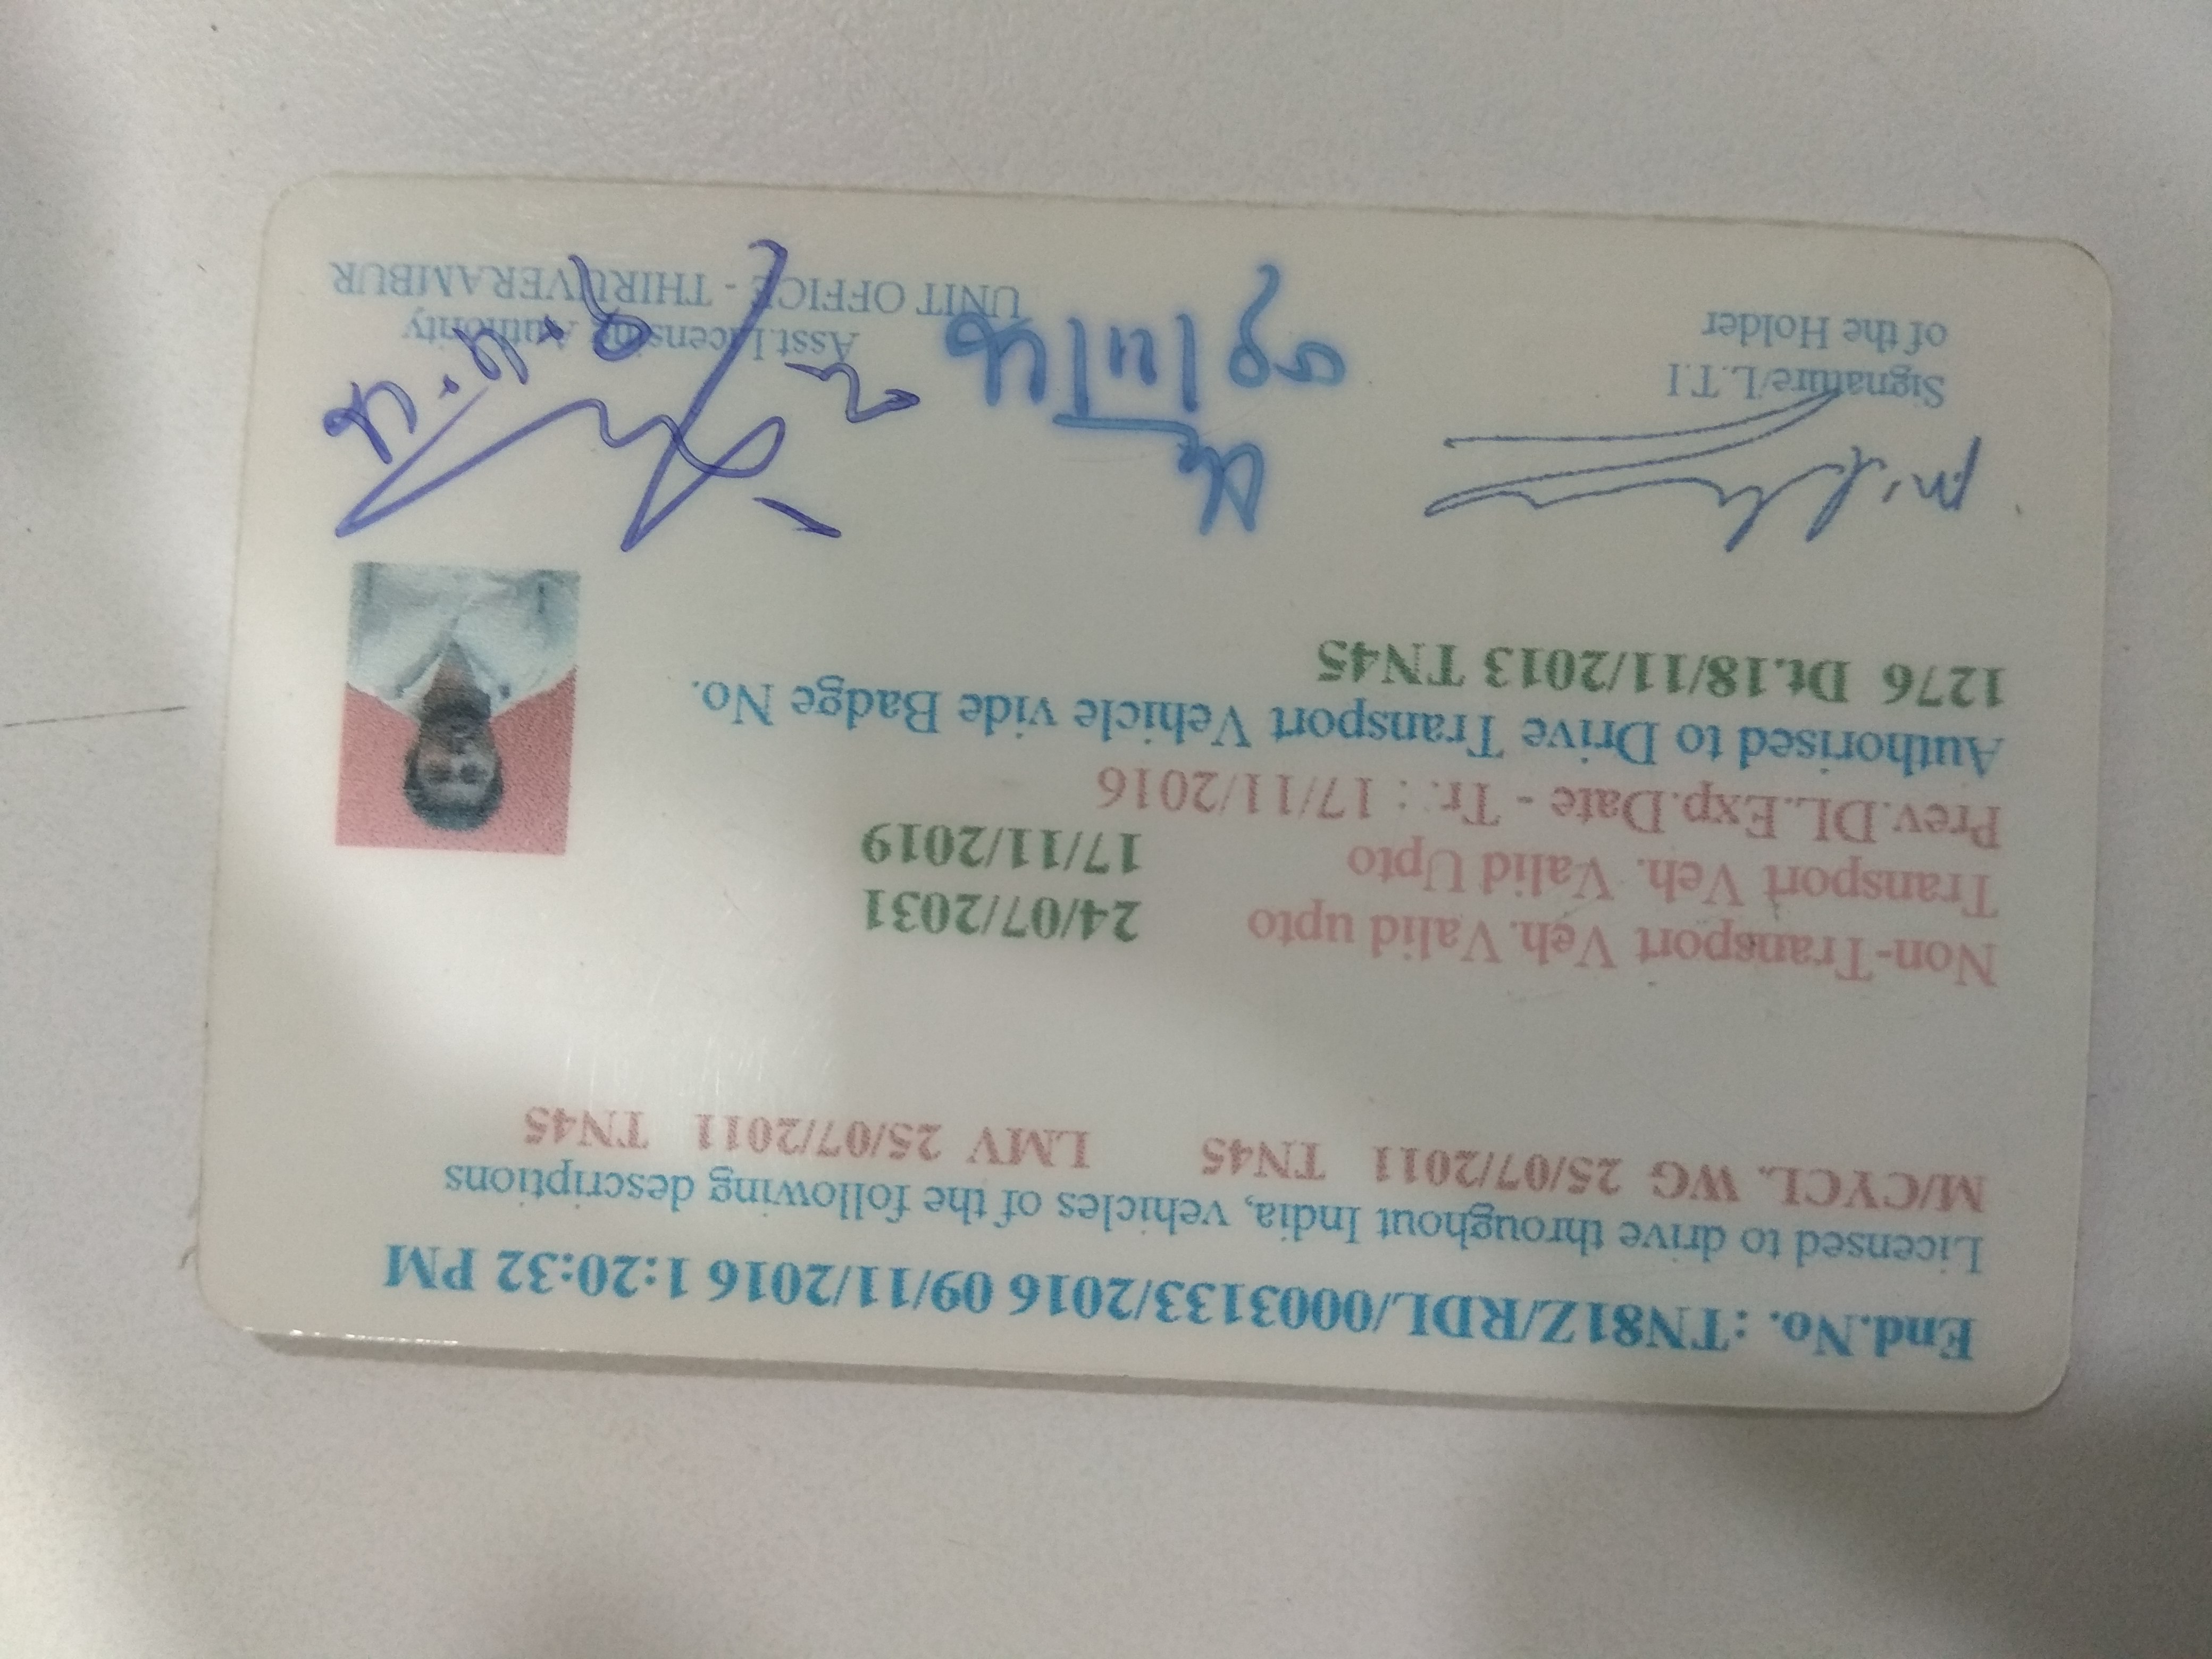 End.No. :TN81Z/RDL/0003133/2016 09/11/2016 1:20:32 PM
Licensed to drive throughout India, vehicles of the following descriptions
M/CYCL. WG 25/07/2011 TN45 LMV 25/07/2011 TN45
Non-Transport Veh.Valid upto 24/07/2031
Transport Veh. Valid Upto 17/11/2019
Prev.DL.Exp.Date - Tr. : 17/11/2016
Authorised to Drive Transport Vehicle vide Badge No.
1276 Dt.18/11/2013 TN45
Signature/L.T.I
of the Holder
Asst.Licensing Authority
UNIT OFFICE - THIRUVERAMBUR